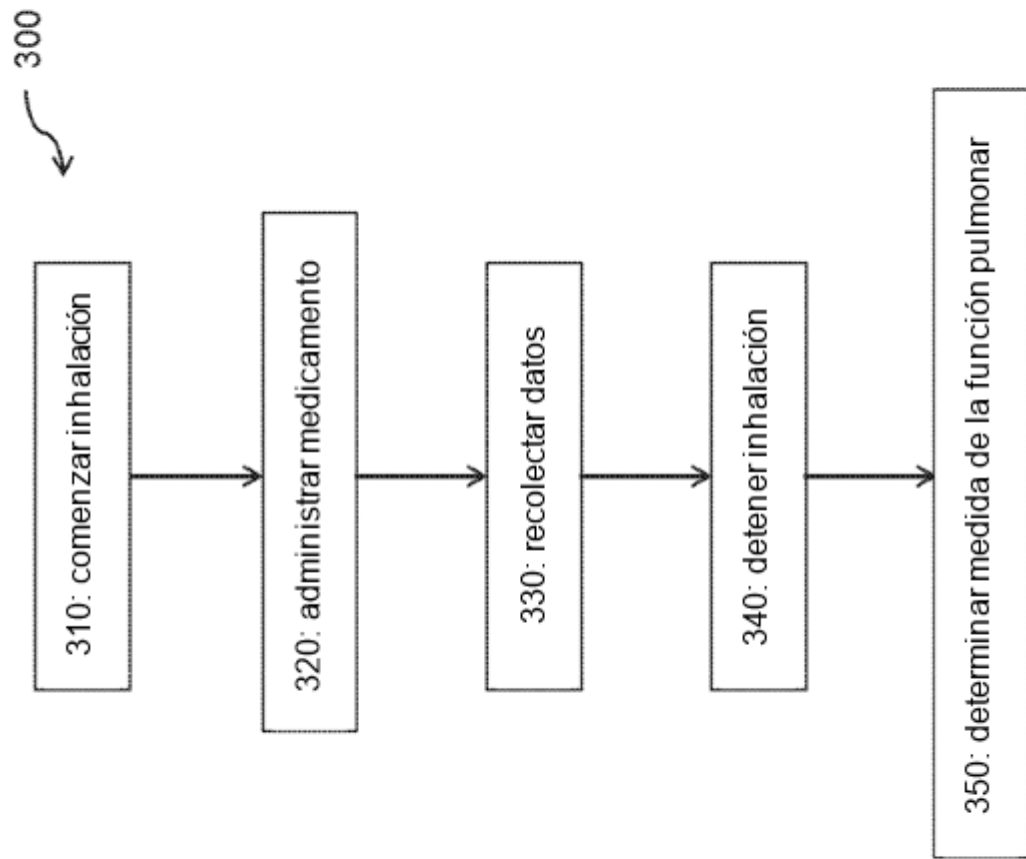 300
310: comenzar inhalación
320: administrar medicamento
330: recolectar datos
340: detener inhalación
350: determinar medida de la función pulmonar